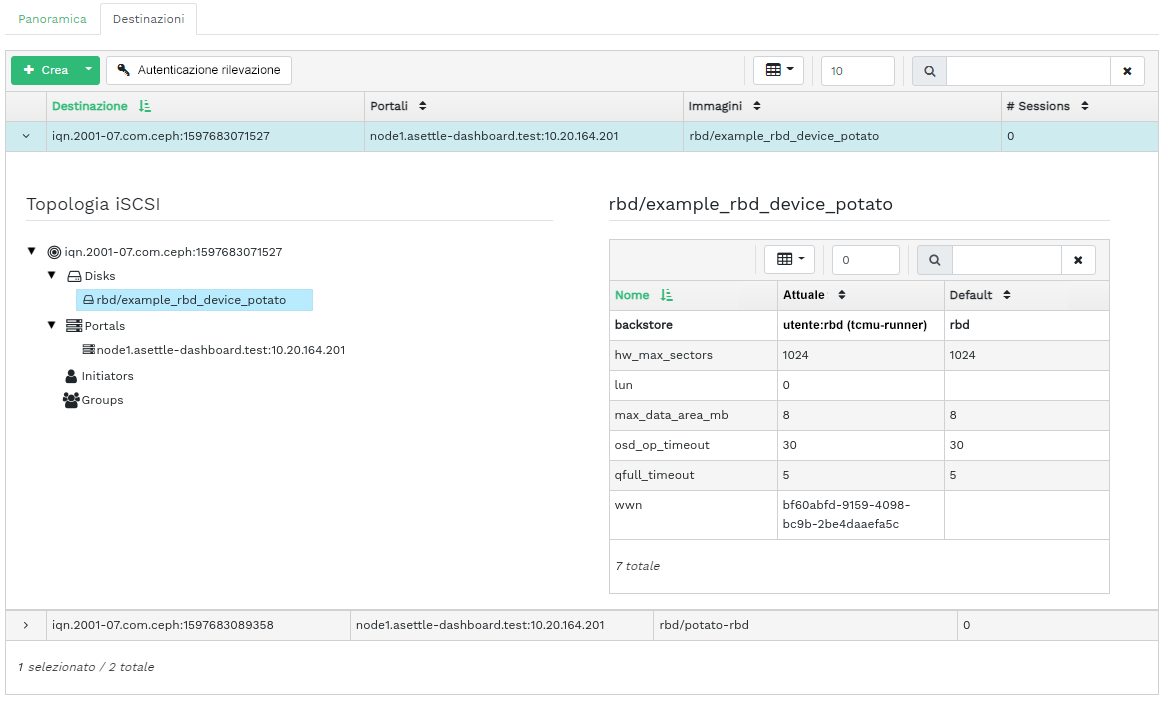 Panoramica Destinazioni
Crea Autenticazione rilevazione 10
Destinazione Portali Immagini # Sessions
iqn.2001-07.com.ceph:1597683071527 node1.asettle-dashboard.test:10.20.164.201 rbd/example_rbd_device_potato 0
Topologia iSCSI
iqn.2001-07.com.ceph:1597683071527
Disks
rbd/example_rbd_device_potato
Portals
node1.asettle-dashboard.test:10.20.164.201
Initiators
Groups
rbd/example_rbd_device_potato
0
Nome Attuale Default
backstore utente:rbd (tcmu-runner) rbd
hw_max_sectors 1024 1024
lun 0
max_data_area_mb 8 8
osd_op_timeout 30 30
qfull_timeout 5 5
wwn bf60abfd-9159-4098-
bc9b-2be4daaefa5c
7 totale
iqn.2001-07.com.ceph:1597683089358 node1.asettle-dashboard.test:10.20.164.201 rbd/potato-rbd 0
1 selezionato / 2 totale